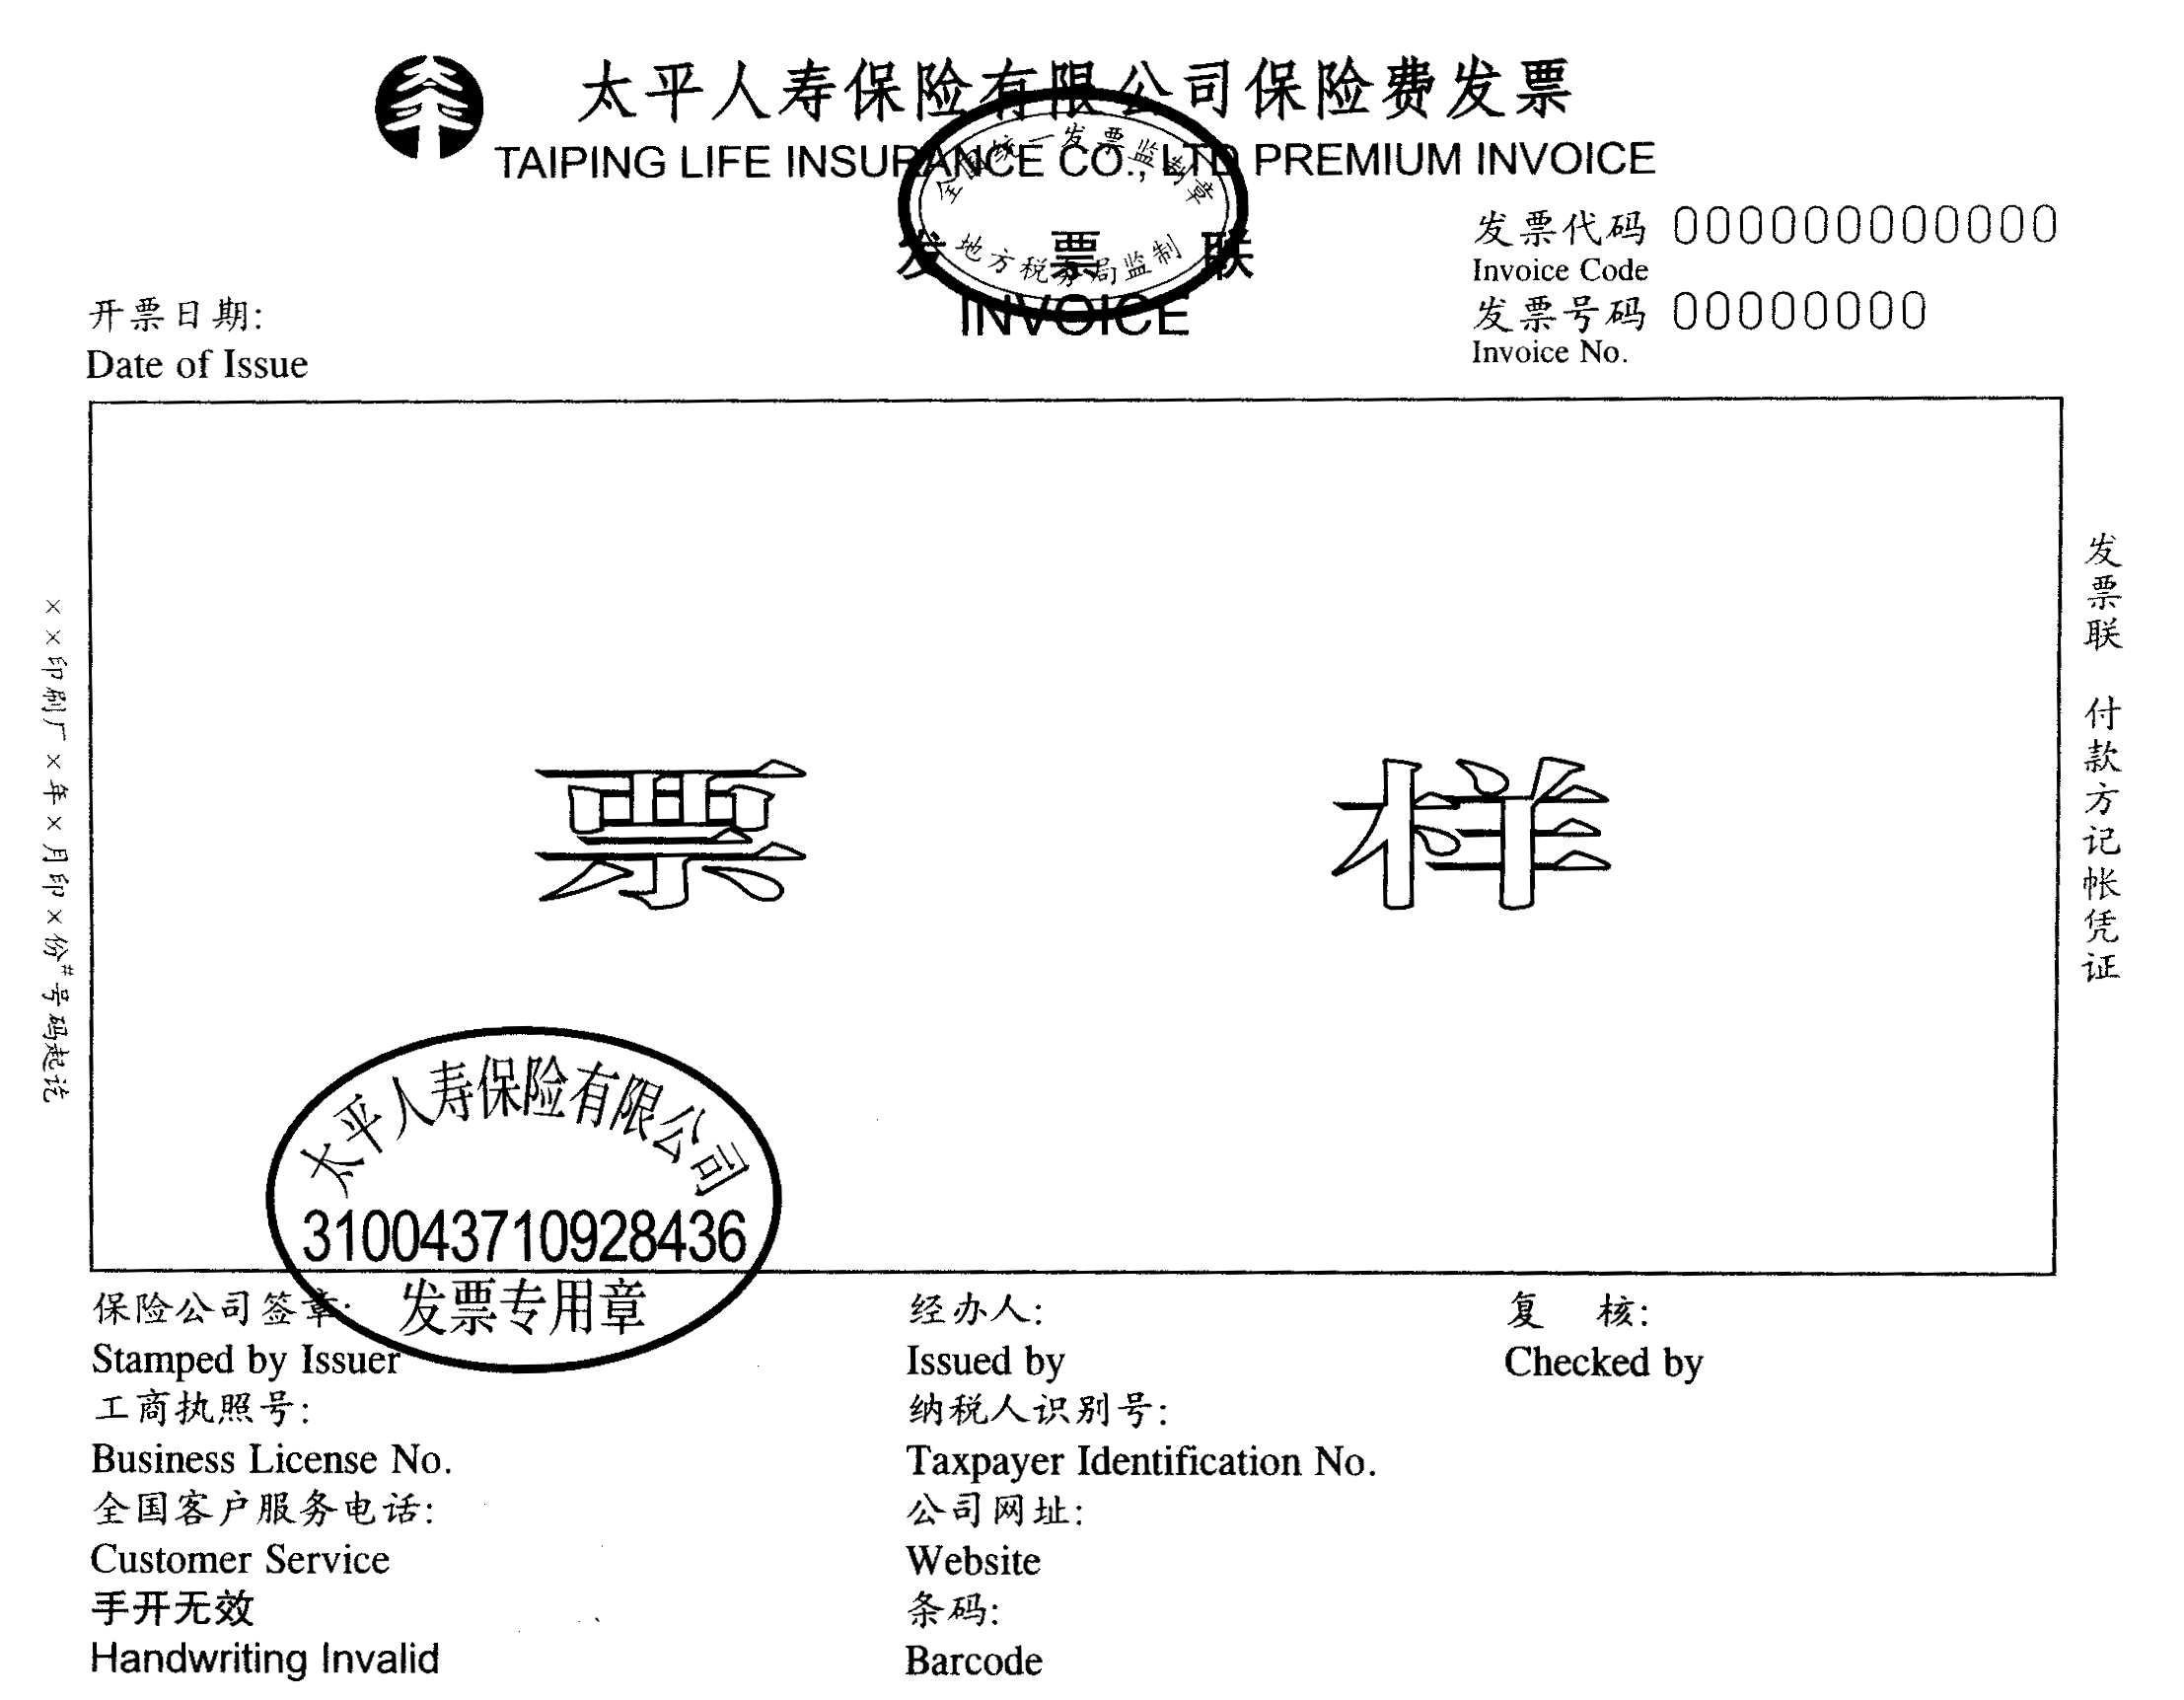 太平人寿保险有限公司保险费发票
TAIPING LIFE INSURANCE CO., LTD PREMIUM INVOICE
全国统一发票监制章
地方税务局监制
发票联
INVOICE
发票代码 000000000000
Invoice Code
发票号码 00000000
Invoice No.
开票日期:
Date of Issue
××印刷厂×年×月印×份#号码起讫
票 样
发票联 付款方记帐凭证
太平人寿保险有限公司
310043710928436
发票专用章
保险公司签章:
Stamped by Issuer
经办人:
Issued by
复 核:
Checked by
工商执照号:
Business License No.
纳税人识别号:
Taxpayer Identification No.
全国客户服务电话:
Customer Service
公司网址:
Website
手开无效
Handwriting Invalid
条码:
Barcode